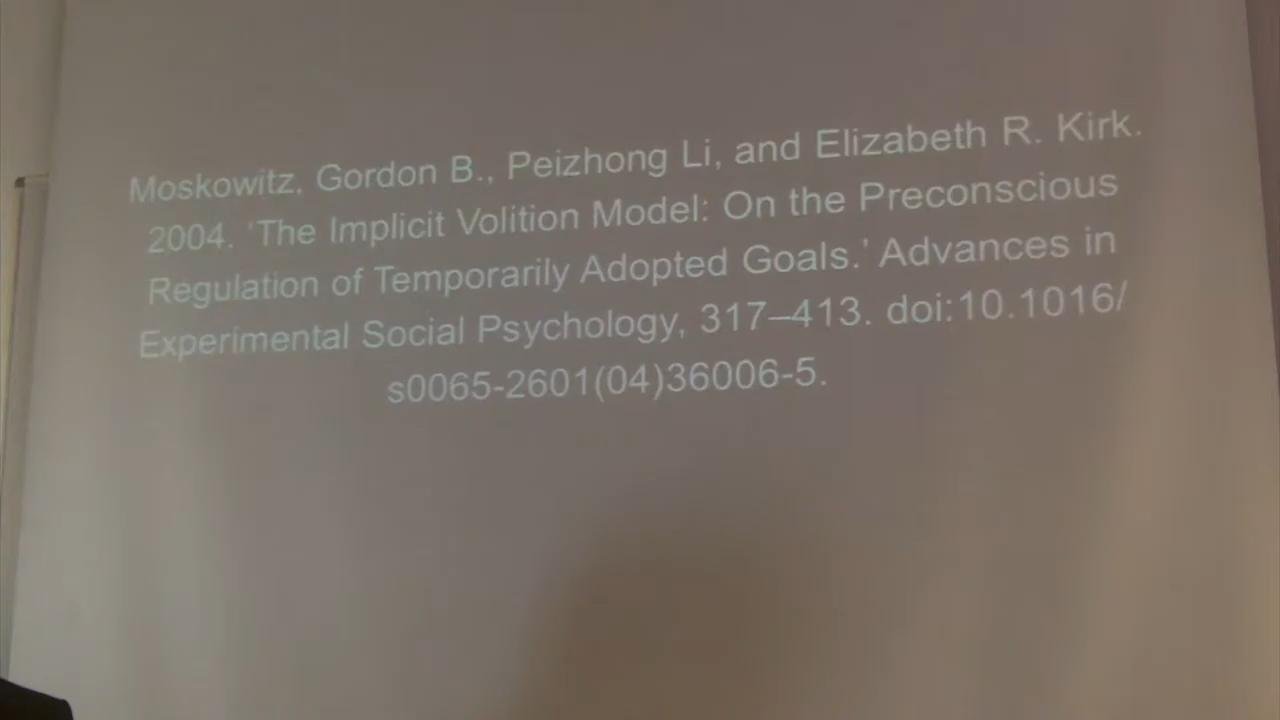 Moskowitz, Gordon B., Peizhong Li, and Elizabeth R. Kirk.
2004. 'The Implicit Volition Model: On the Preconscious
Regulation of Temporarily Adopted Goals.' Advances in
Experimental Social Psychology, 317–413. doi:10.1016/
s0065-2601(04)36006-5.